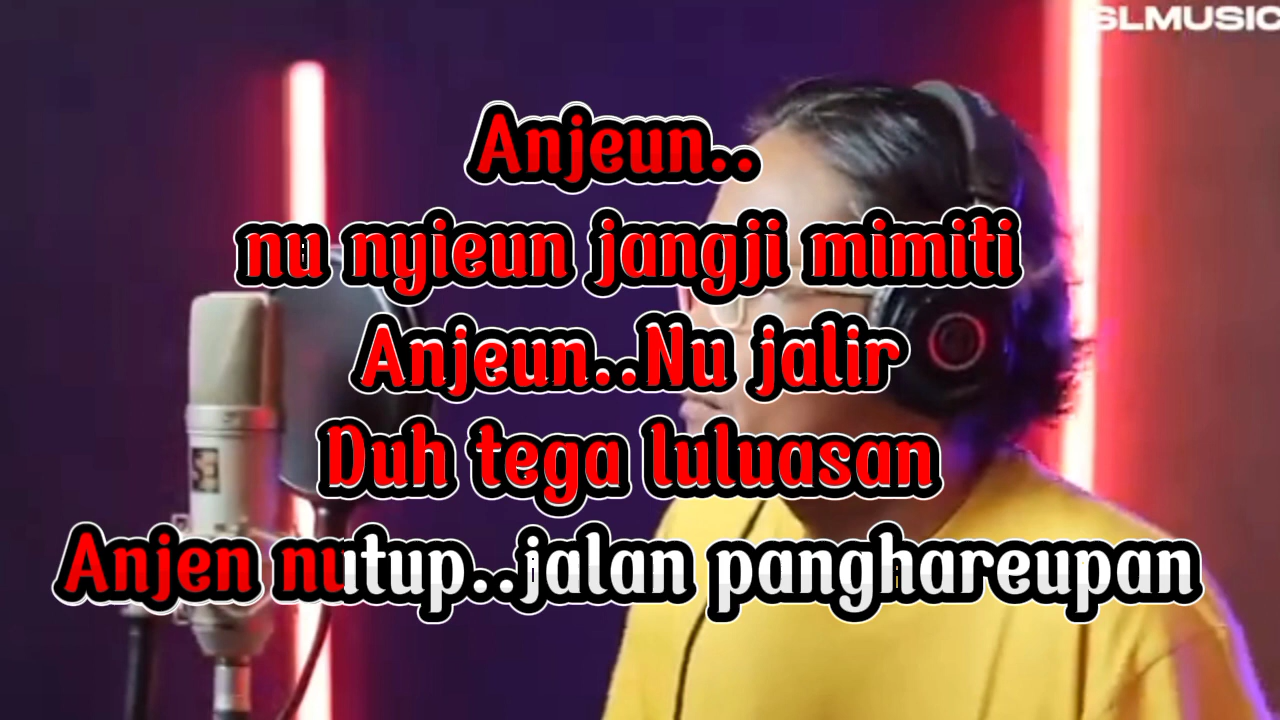 SLMUSIC
Anjeun..
nu nyieun jangji mimiti
Anjeun..Nu jalir
Duh tega luluasan
Anjen nutup..jalan panghareupan